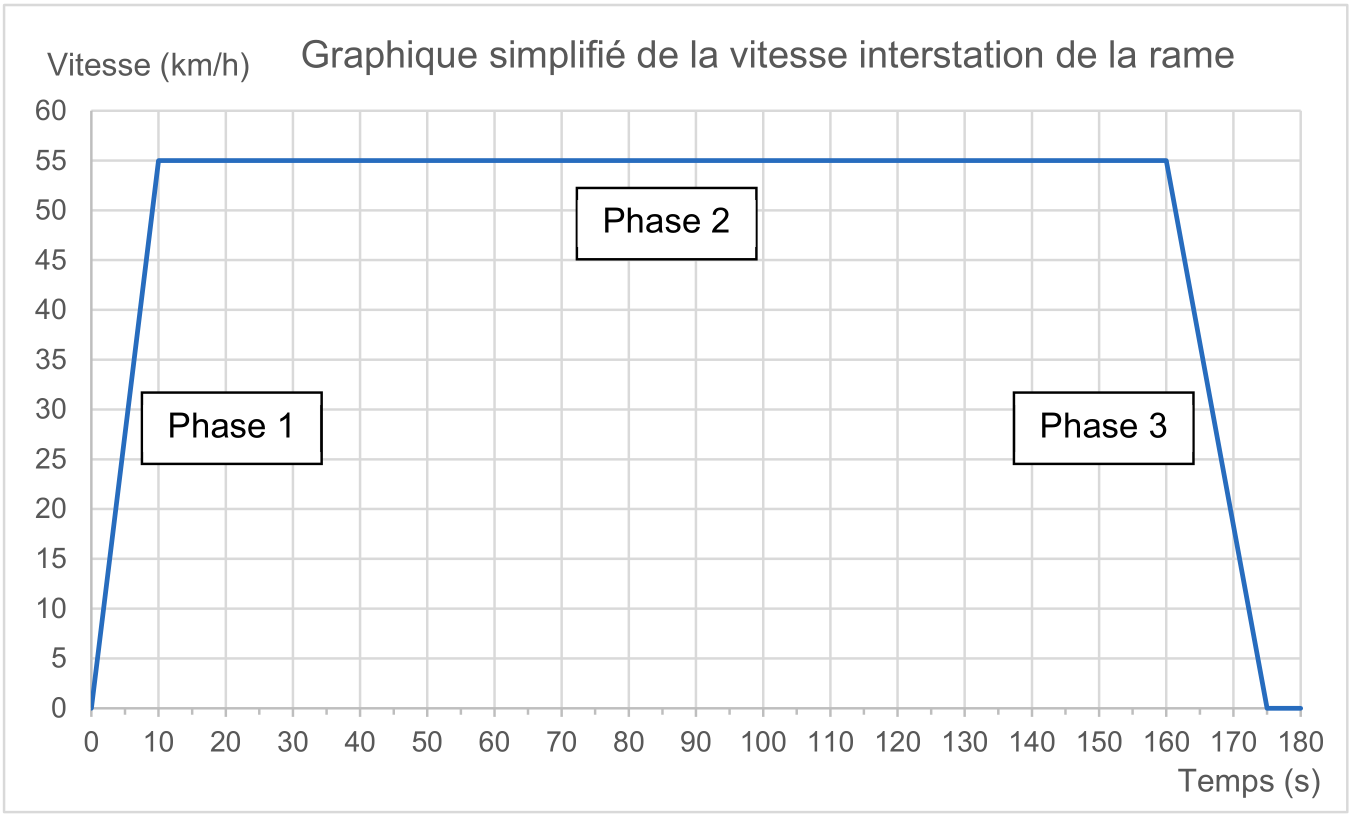 Graphique simplifié de la vitesse interstation de la rame
Vitesse (km/h)
60
55
50
45
40
35
30
25
20
15
10
5
0
Phase 2
Phase 1
Phase 3
0 10 20 30 40 50 60 70 80 90 100 110 120 130 140 150 160 170 180
Temps (s)